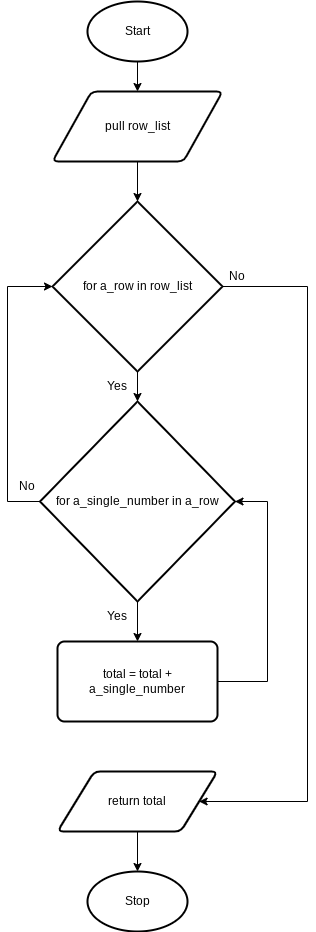 Start
pull row_list
for a_row in row_list
No
Yes
for a_single_number in a_row
No
Yes
total = total +
a_single_number
return total
Stop